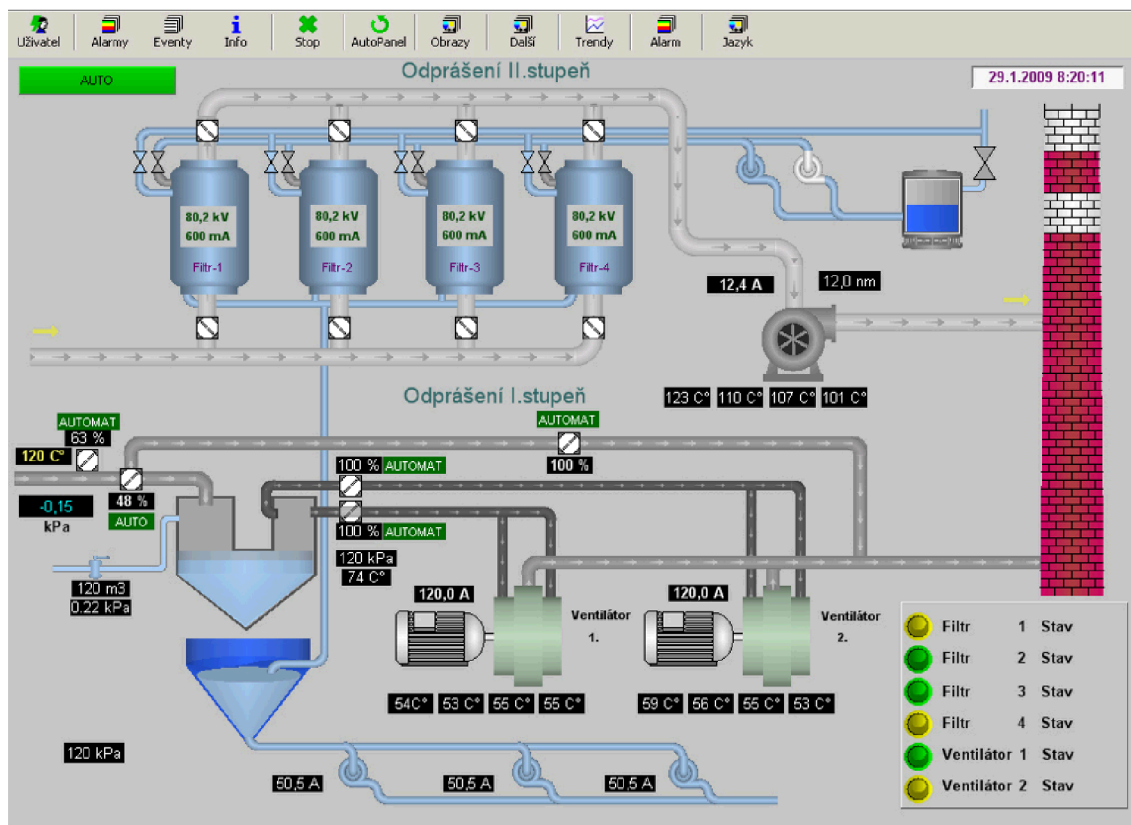 Uživatel Alarmy Eventy Info Stop AutoPanel Obrazy Další Trendy Alarm Jazyk
AUTO
Odprášení II.stupeň
29.1.2009 8:20:11
80,2 kV
600 mA
Filtr-1
80,2 kV
600 mA
Filtr-2
80,2 kV
600 mA
Filtr-3
80,2 kV
600 mA
Filtr-4
12,4 A
12,0 nm
123 C° 110 C° 107 C° 101 C°
Odprášení I.stupeň
AUTOMAT
63 %
120 C°
48 %
AUTO
-0,15
kPa
AUTOMAT
100 %
100 % AUTOMAT
100 % AUTOMAT
120 kPa
74 C°
120 m3
0.22 kPa
120,0 A
Ventilátor
1.
120,0 A
Ventilátor
2.
54C° 53 C° 55 C° 55 C°
59 C° 56 C° 55 C° 53 C°
120 kPa
50,5 A
50,5 A
50,5 A
Filtr 1 Stav
Filtr 2 Stav
Filtr 3 Stav
Filtr 4 Stav
Ventilátor 1 Stav
Ventilátor 2 Stav